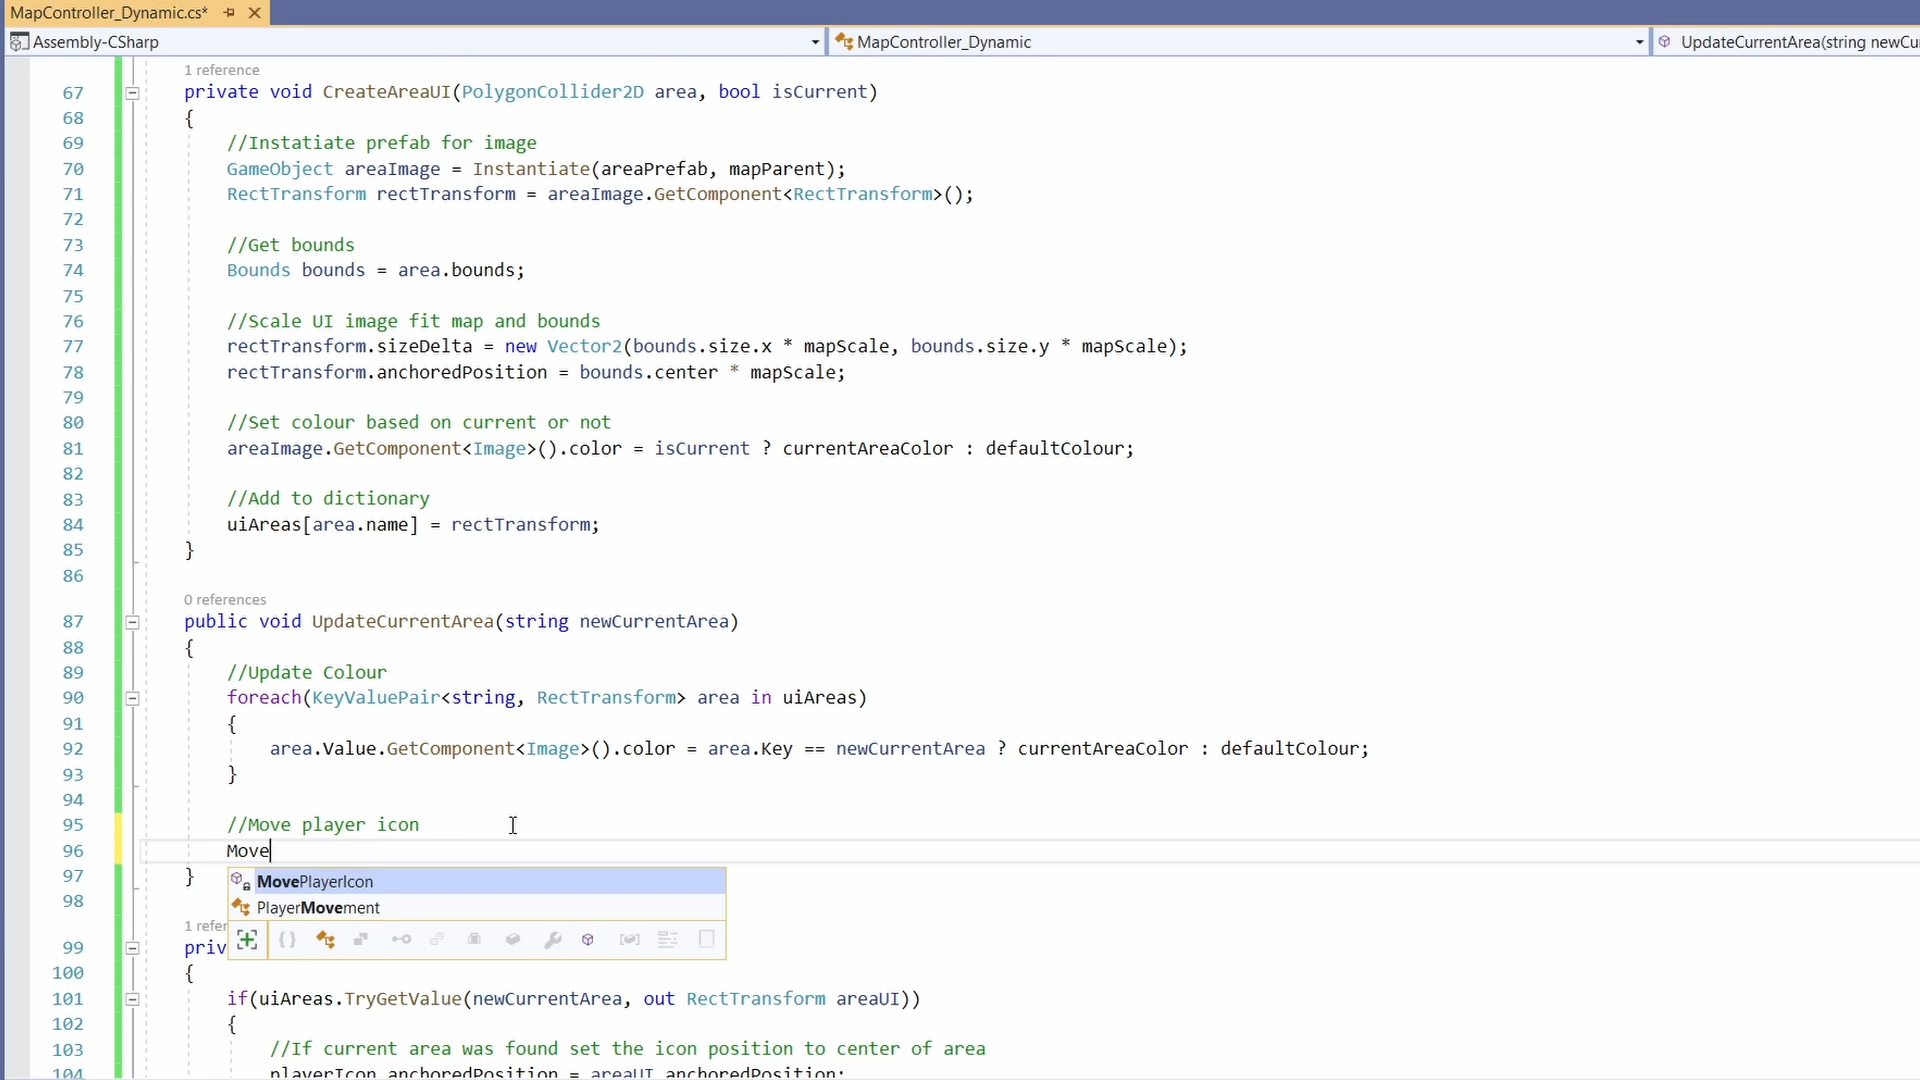 MapController_Dynamic.cs*
Assembly-CSharp
MapController_Dynamic
UpdateCurrentArea(string newCu
1 reference
67 private void CreateAreaUI(PolygonCollider2D area, bool isCurrent)
68 {
69 //Instatiate prefab for image
70 GameObject areaImage = Instantiate(areaPrefab, mapParent);
71 RectTransform rectTransform = areaImage.GetComponent<RectTransform>();
72
73 //Get bounds
74 Bounds bounds = area.bounds;
75
76 //Scale UI image fit map and bounds
77 rectTransform.sizeDelta = new Vector2(bounds.size.x * mapScale, bounds.size.y * mapScale);
78 rectTransform.anchoredPosition = bounds.center * mapScale;
79
80 //Set colour based on current or not
81 areaImage.GetComponent<Image>().color = isCurrent ? currentAreaColor : defaultColour;
82
83 //Add to dictionary
84 uiAreas[area.name] = rectTransform;
85 }
86
0 references
87 public void UpdateCurrentArea(string newCurrentArea)
88 {
89 //Update Colour
90 foreach(KeyValuePair<string, RectTransform> area in uiAreas)
91 {
92 area.Value.GetComponent<Image>().color = area.Key == newCurrentArea ? currentAreaColor : defaultColour;
93 }
94
95 //Move player icon
96 Move
97 }
MovePlayerIcon
98
PlayerMovement
1 refer
99 priv
100 {
101 if(uiAreas.TryGetValue(newCurrentArea, out RectTransform areaUI))
102 {
103 //If current area was found set the icon position to center of area
104 playerIcon.anchoredPosition = areaUI.anchoredPosition;